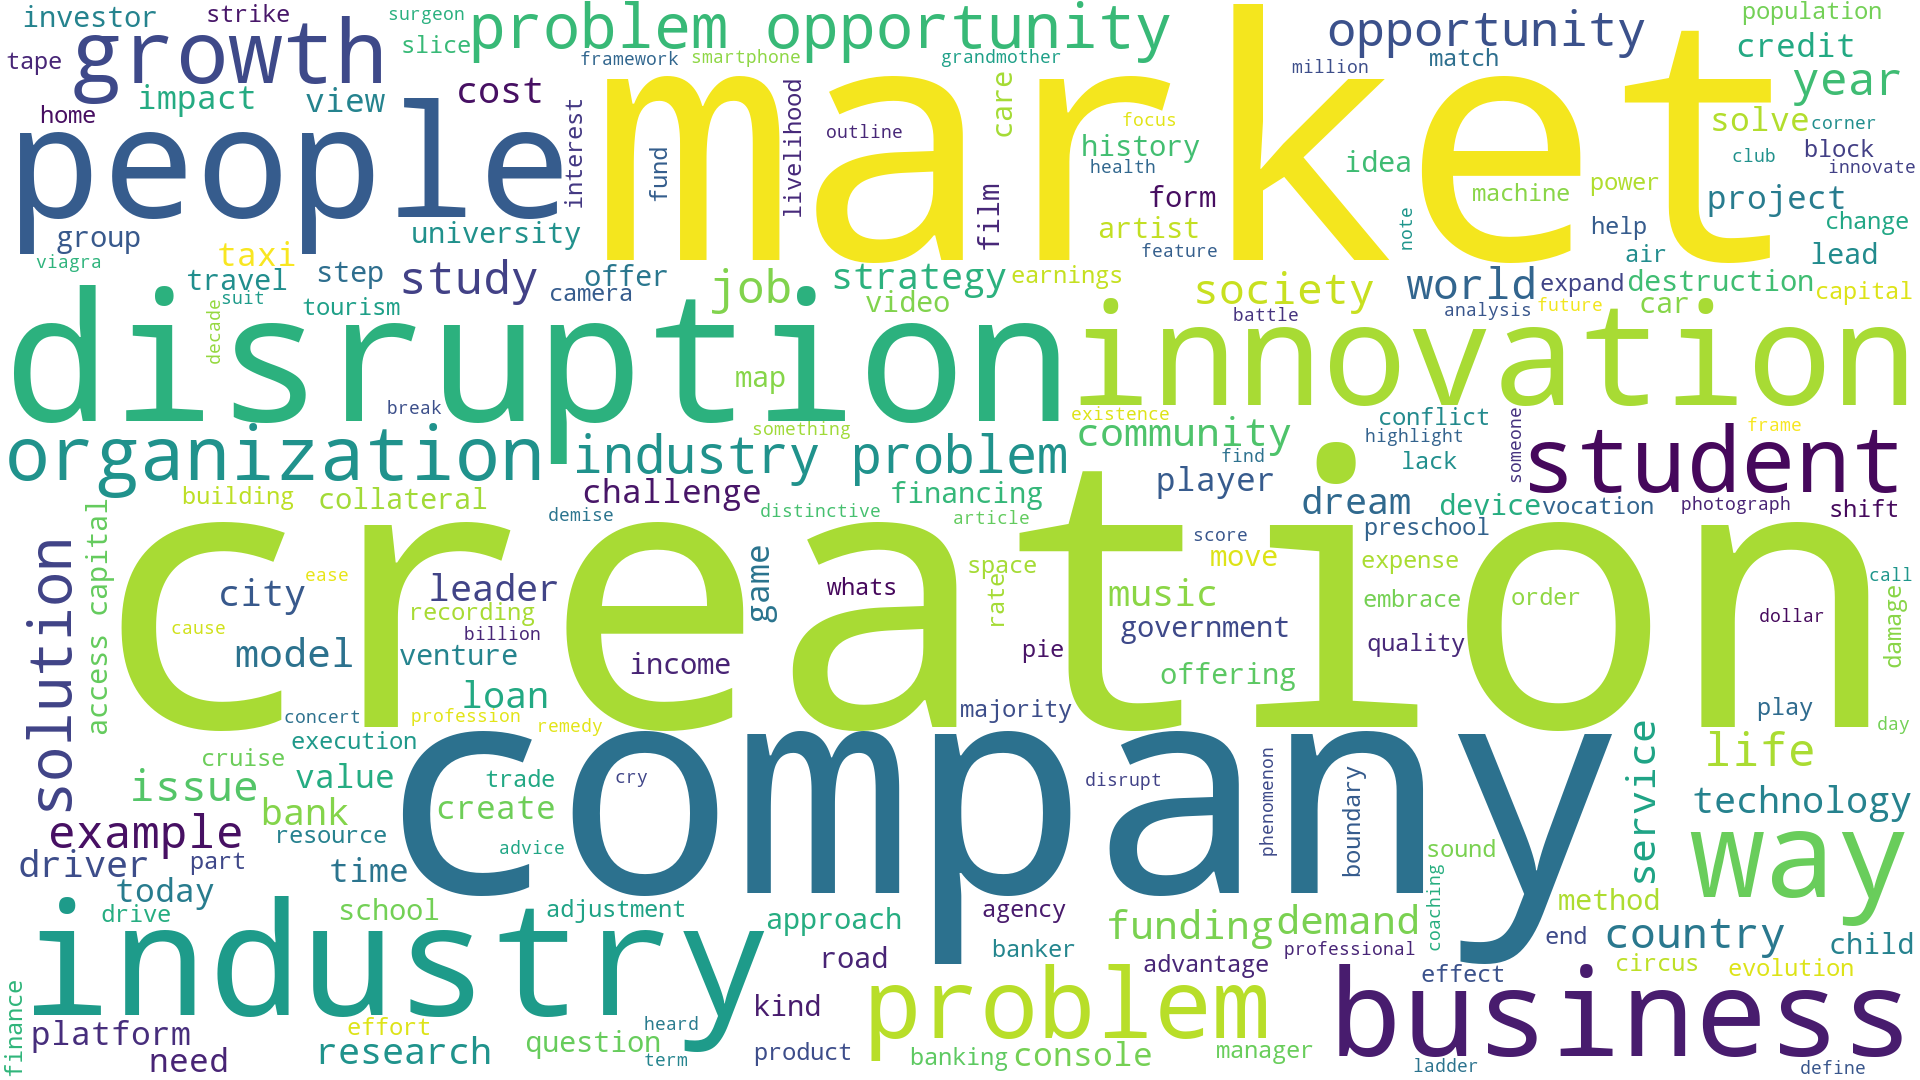 investor
strike
surgeon
problem opportunity
market
opportunity
population
tape
growth
slice
framework
smartphone
grandmother
million
match
credit
home
impact
view
cost
interest
livelihood
outline
care
focus
history
health
idea
year
solve
corner
club
block
innovate
people
fund
film
form
artist
feature
note
machine
power
help
air
project
change
lead
group
viagra
taxi
travel
suit
step
university
study
offer
camera
job
strategy
video
earnings
society
battle
world
analysis
expand
future
destruction
car
capital
decade
tourism
disruption
innovation
map
break
something
existence
community
conflict
highlight
find
lack
someone
frame
student
organization
industry problem
building
collateral
challenge
demise
distinctive
financing
article
player
score
dream
device
preschool
vocation
photograph
shift
creation
solution
access capital
ease
city
cause
leader
recording
billion
model
venture
income
loan
game
whats
space
rate
move
music
government
pie
offering
expense
embrace
order
quality
call
dollar
damage
concert
profession
remedy
execution
majority
play
day
company
cruise
issue
value
trade
cry
disrupt
phenomenon
boundary
service
life
technology
bank
create
example
resource
advice
driver
part
time
sound
coaching
way
today
drive
school
adjustment
approach
agency
funding
demand
method
industry
road
banker
advantage
professional
end
country
child
finance
platform
need
effort
research
question
heard
term
kind
product
problem
banking
console
manager
effect
circus
evolution
business
ladder
define